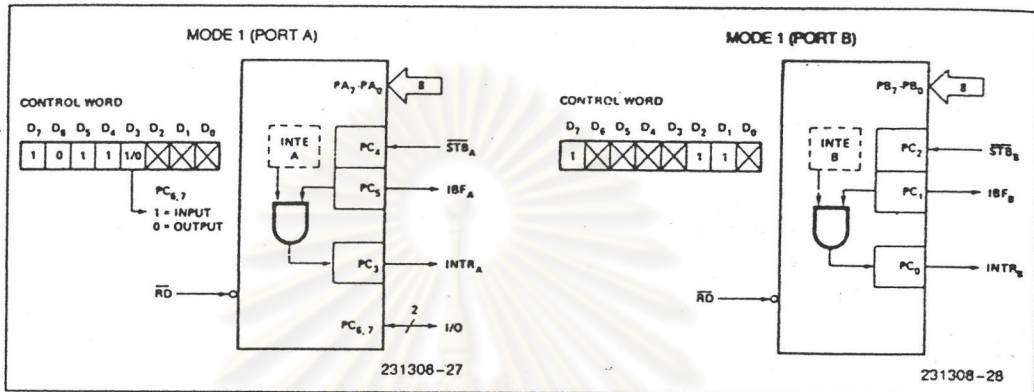 MODE 1 (PORT A)
CONTROL WORD
D7 D6 D5 D4 D3 D2 D1 D0
1 0 1 1 1/0
PC6,7
1 = INPUT
0 = OUTPUT
PA7-PA0
8
INTE
A
PC4
STBA
PC5
IBFA
PC3
INTRA
RD
PC6,7
2
I/O
231308-27
MODE 1 (PORT B)
CONTROL WORD
D7 D6 D5 D4 D3 D2 D1 D0
1 1 1
PB7-PB0
8
INTE
B
PC2
STBB
PC1
IBFB
PC0
INTRB
RD
231308-28